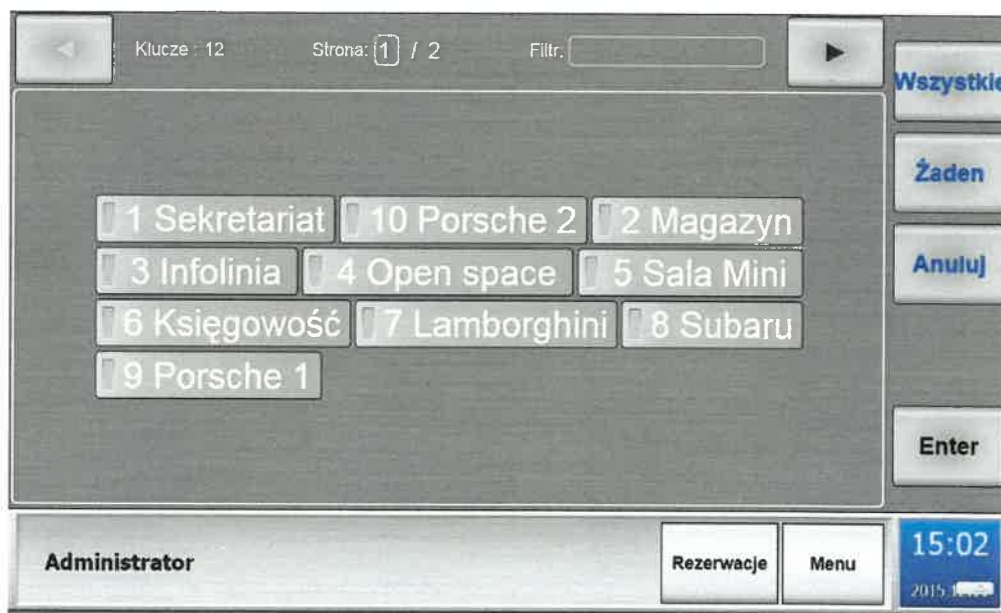 Klucze : 12 Strona: 1 / 2 Filtr:
Wszystkie
Żaden
Anuluj
1 Sekretariat 10 Porsche 2 2 Magazyn
3 Infolinia 4 Open space 5 Sala Mini
6 Księgowość 7 Lamborghini 8 Subaru
9 Porsche 1
Enter
Administrator Rezerwacje Menu
15:02